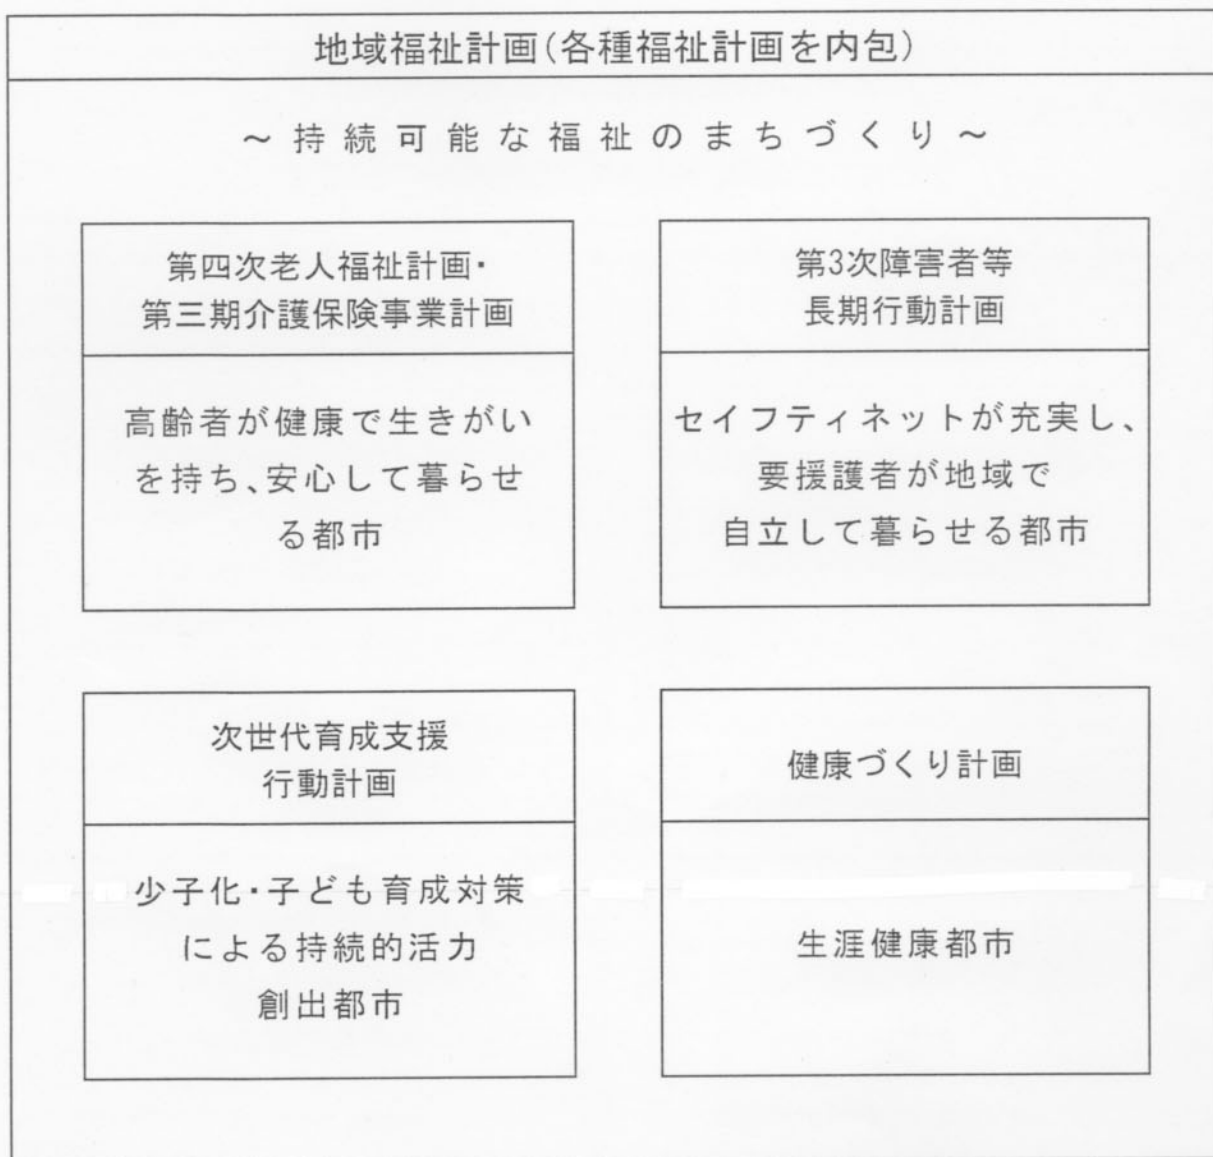 地域福祉計画(各種福祉計画を内包)
～持続可能な福祉のまちづくり～
第四次老人福祉計画・
第三期介護保険事業計画
高齢者が健康で生きがい
を持ち、安心して暮らせ
る都市
第3次障害者等
長期行動計画
セイフティネットが充実し、
要援護者が地域で
自立して暮らせる都市
次世代育成支援
行動計画
少子化・子ども育成対策
による持続的活力
創出都市
健康づくり計画
生涯健康都市